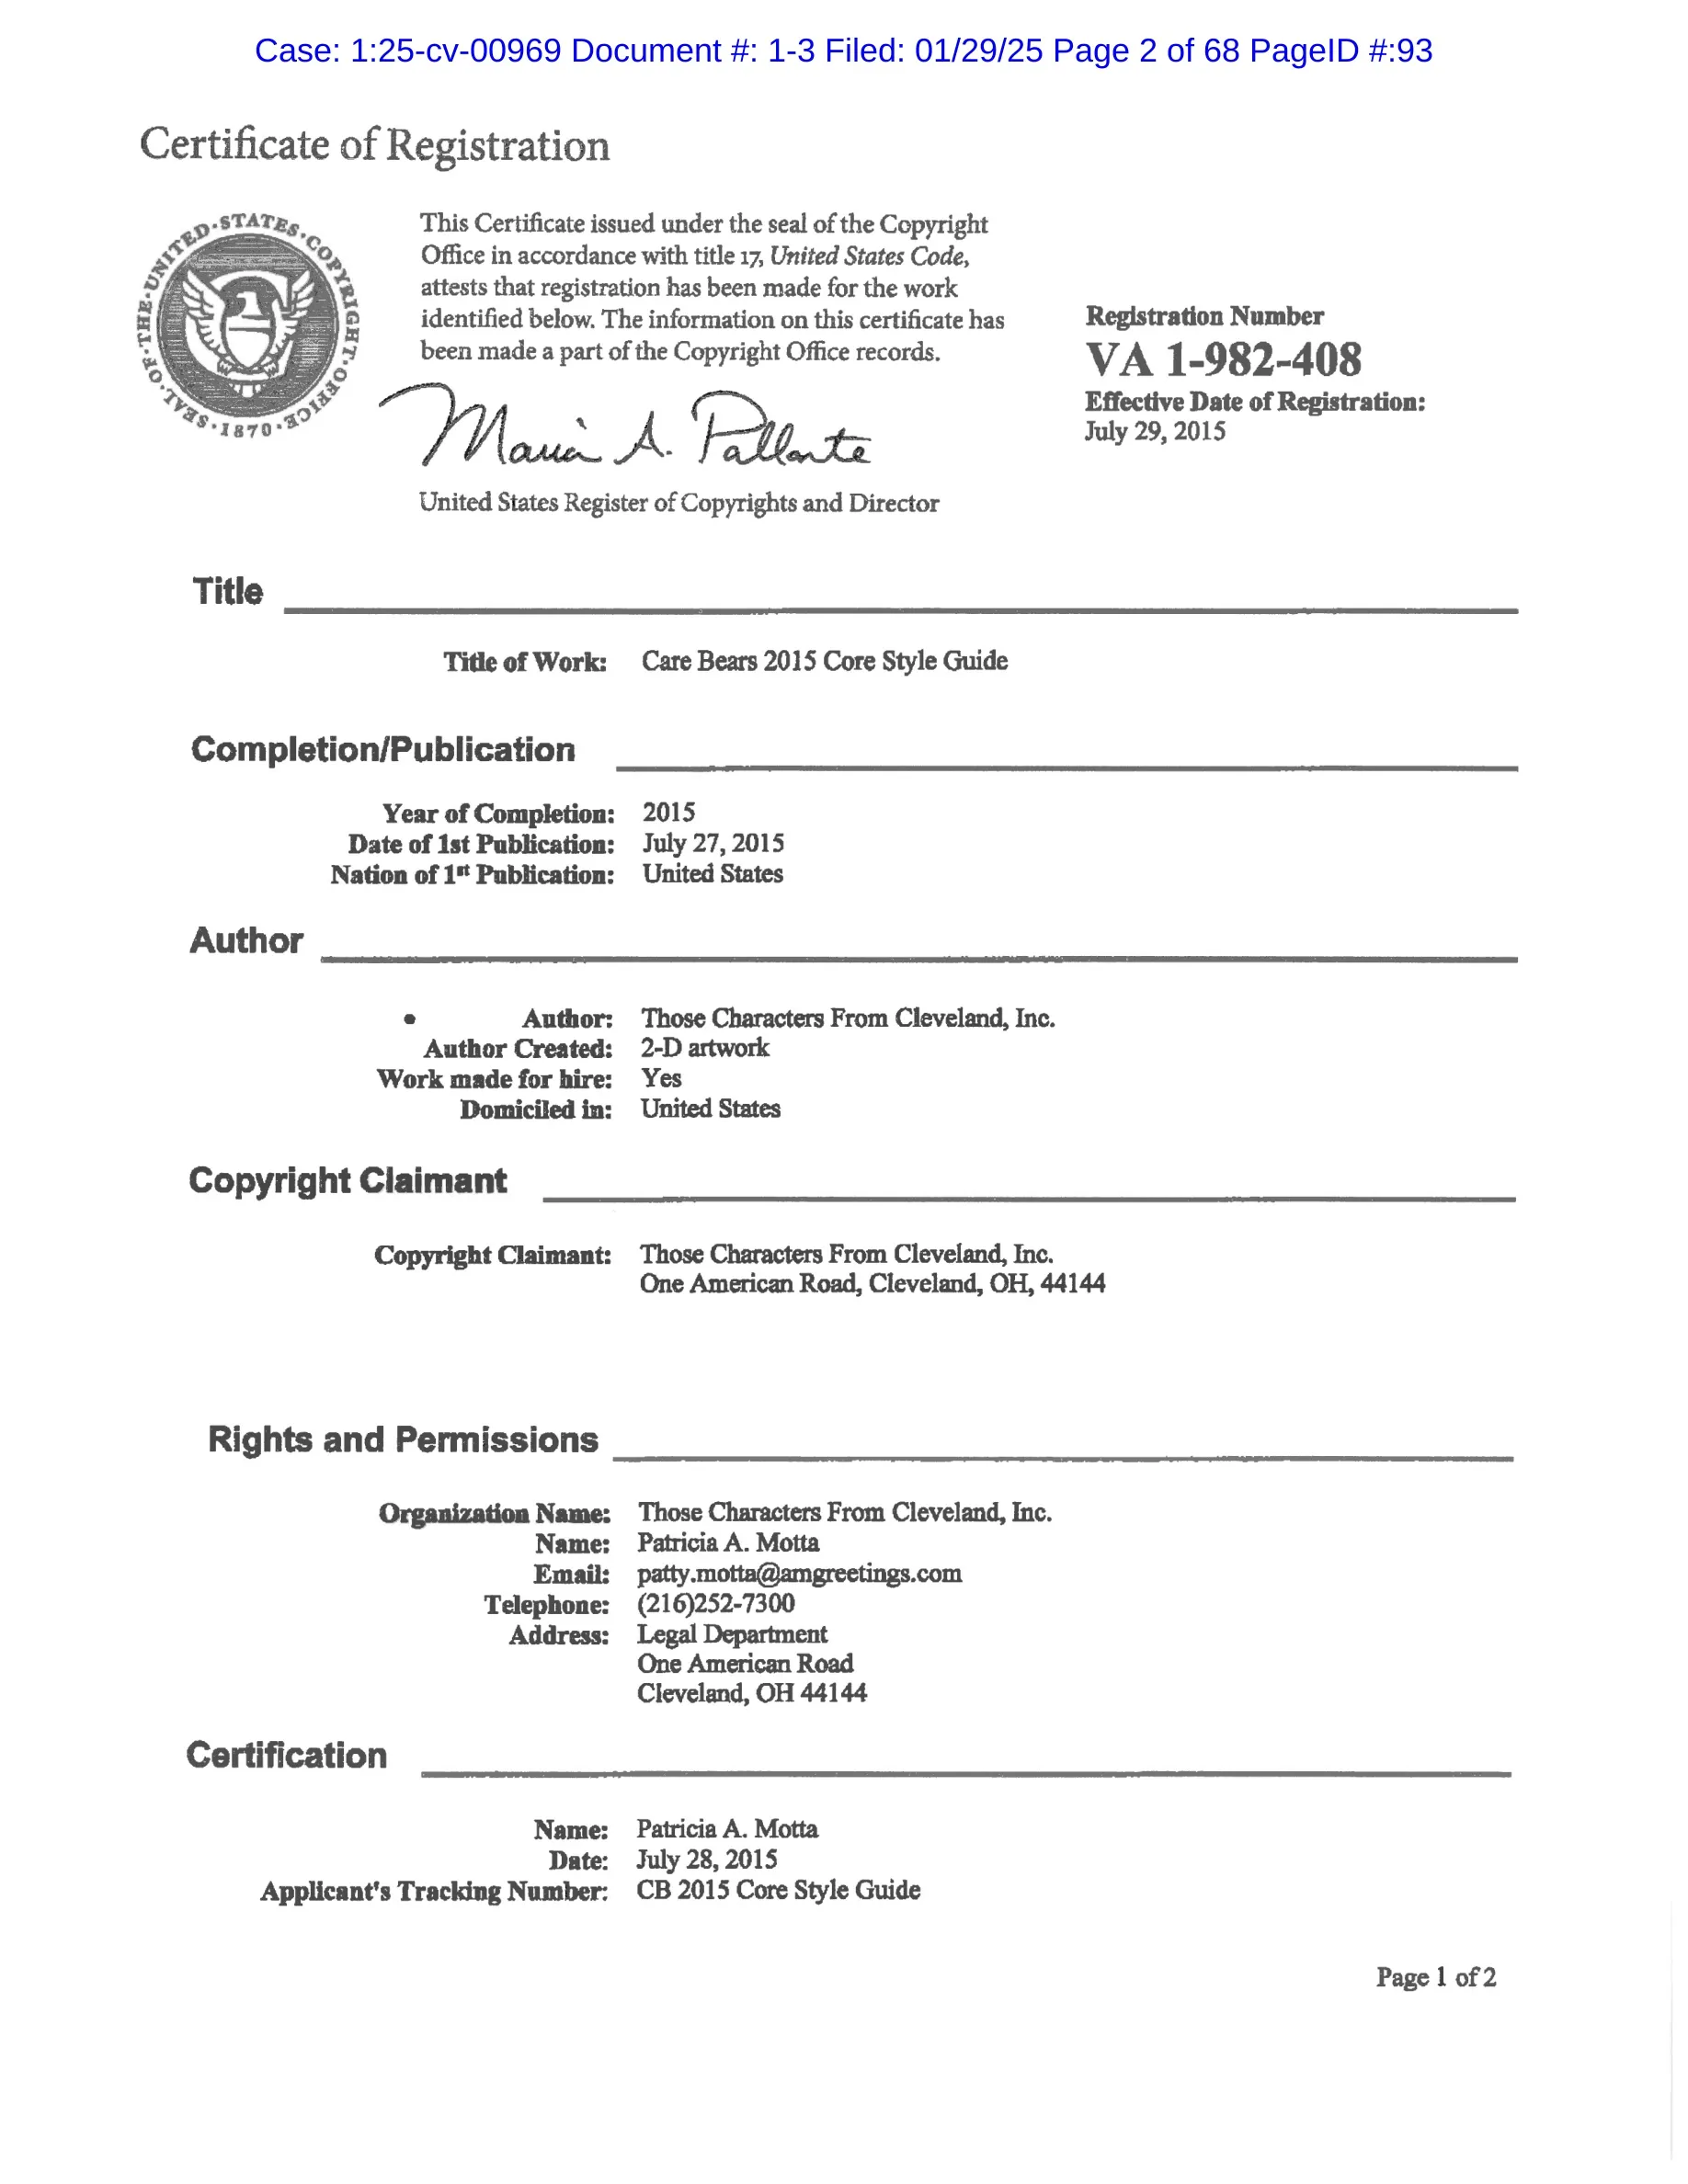 Case: 1:25-cv-00969 Document #: 1-3 Filed: 01/29/25 Page 2 of 68 PageID #:93
Certificate of Registration
SEAL·OF·THE·UNITED·STATES·COPYRIGHT·OFFICE·1870·
This Certificate issued under the seal of the Copyright
Office in accordance with title 17, United States Code,
attests that registration has been made for the work
identified below. The information on this certificate has
been made a part of the Copyright Office records.
Maria A. Pallante
United States Register of Copyrights and Director
Registration Number
VA 1-982-408
Effective Date of Registration:
July 29, 2015
Title
Title of Work: Care Bears 2015 Core Style Guide
Completion/Publication
Year of Completion: 2015
Date of 1st Publication: July 27, 2015
Nation of 1st Publication: United States
Author
• Author: Those Characters From Cleveland, Inc.
Author Created: 2-D artwork
Work made for hire: Yes
Domiciled in: United States
Copyright Claimant
Copyright Claimant: Those Characters From Cleveland, Inc.
One American Road, Cleveland, OH, 44144
Rights and Permissions
Organization Name: Those Characters From Cleveland, Inc.
Name: Patricia A. Motta
Email: patty.motta@amgreetings.com
Telephone: (216)252-7300
Address: Legal Department
One American Road
Cleveland, OH 44144
Certification
Name: Patricia A. Motta
Date: July 28, 2015
Applicant's Tracking Number: CB 2015 Core Style Guide
Page 1 of 2